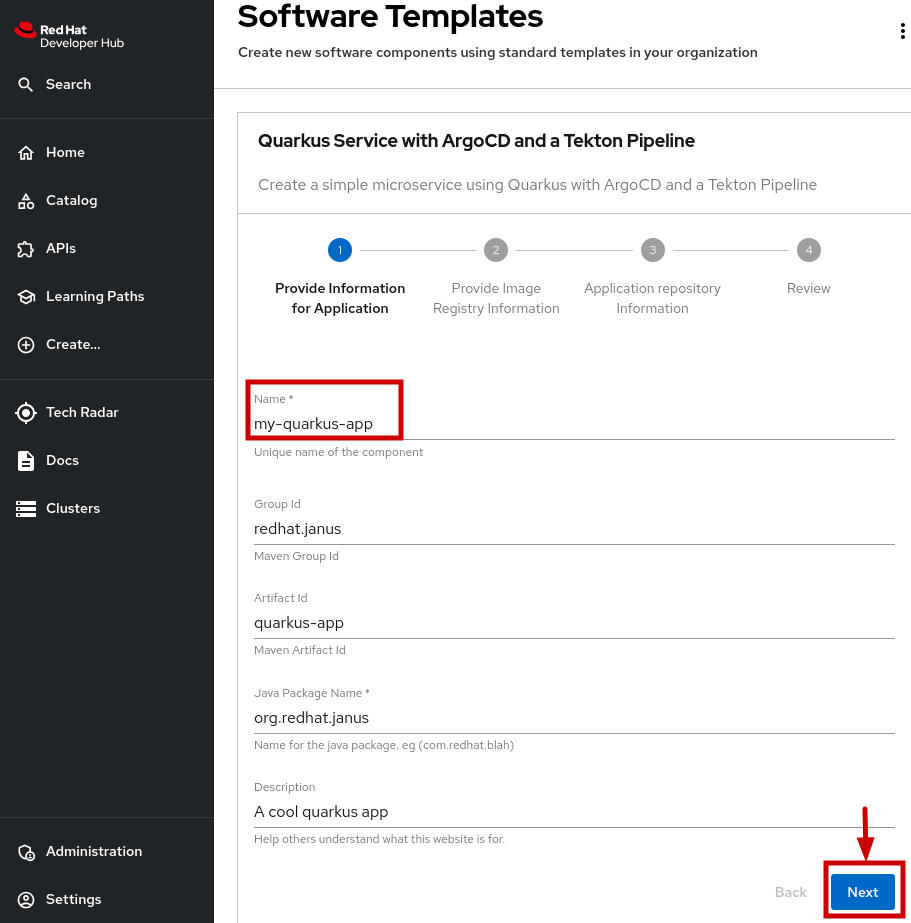 Red Hat
Developer Hub
Search
Home
Catalog
APIs
Learning Paths
Create...
Tech Radar
Docs
Clusters
Administration
Settings
Software Templates
Create new software components using standard templates in your organization
Quarkus Service with ArgoCD and a Tekton Pipeline
Create a simple microservice using Quarkus with ArgoCD and a Tekton Pipeline
1
Provide Information
for Application
2
Provide Image
Registry Information
3
Application repository
Information
4
Review
Name *
my-quarkus-app
Unique name of the component
Group Id
redhat.janus
Maven Group Id
Artifact Id
quarkus-app
Maven Artifact Id
Java Package Name *
org.redhat.janus
Name for the java package. eg (com.redhat.blah)
Description
A cool quarkus app
Help others understand what this website is for.
Back
Next